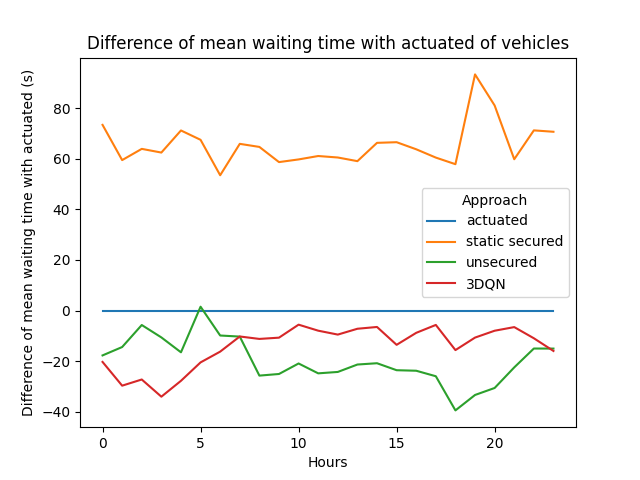 Difference of mean waiting time with actuated of vehicles
Difference of mean waiting time with actuated (s)
80
60
40
20
0
−20
−40
Approach
actuated
static secured
unsecured
3DQN
0 5 10 15 20
Hours